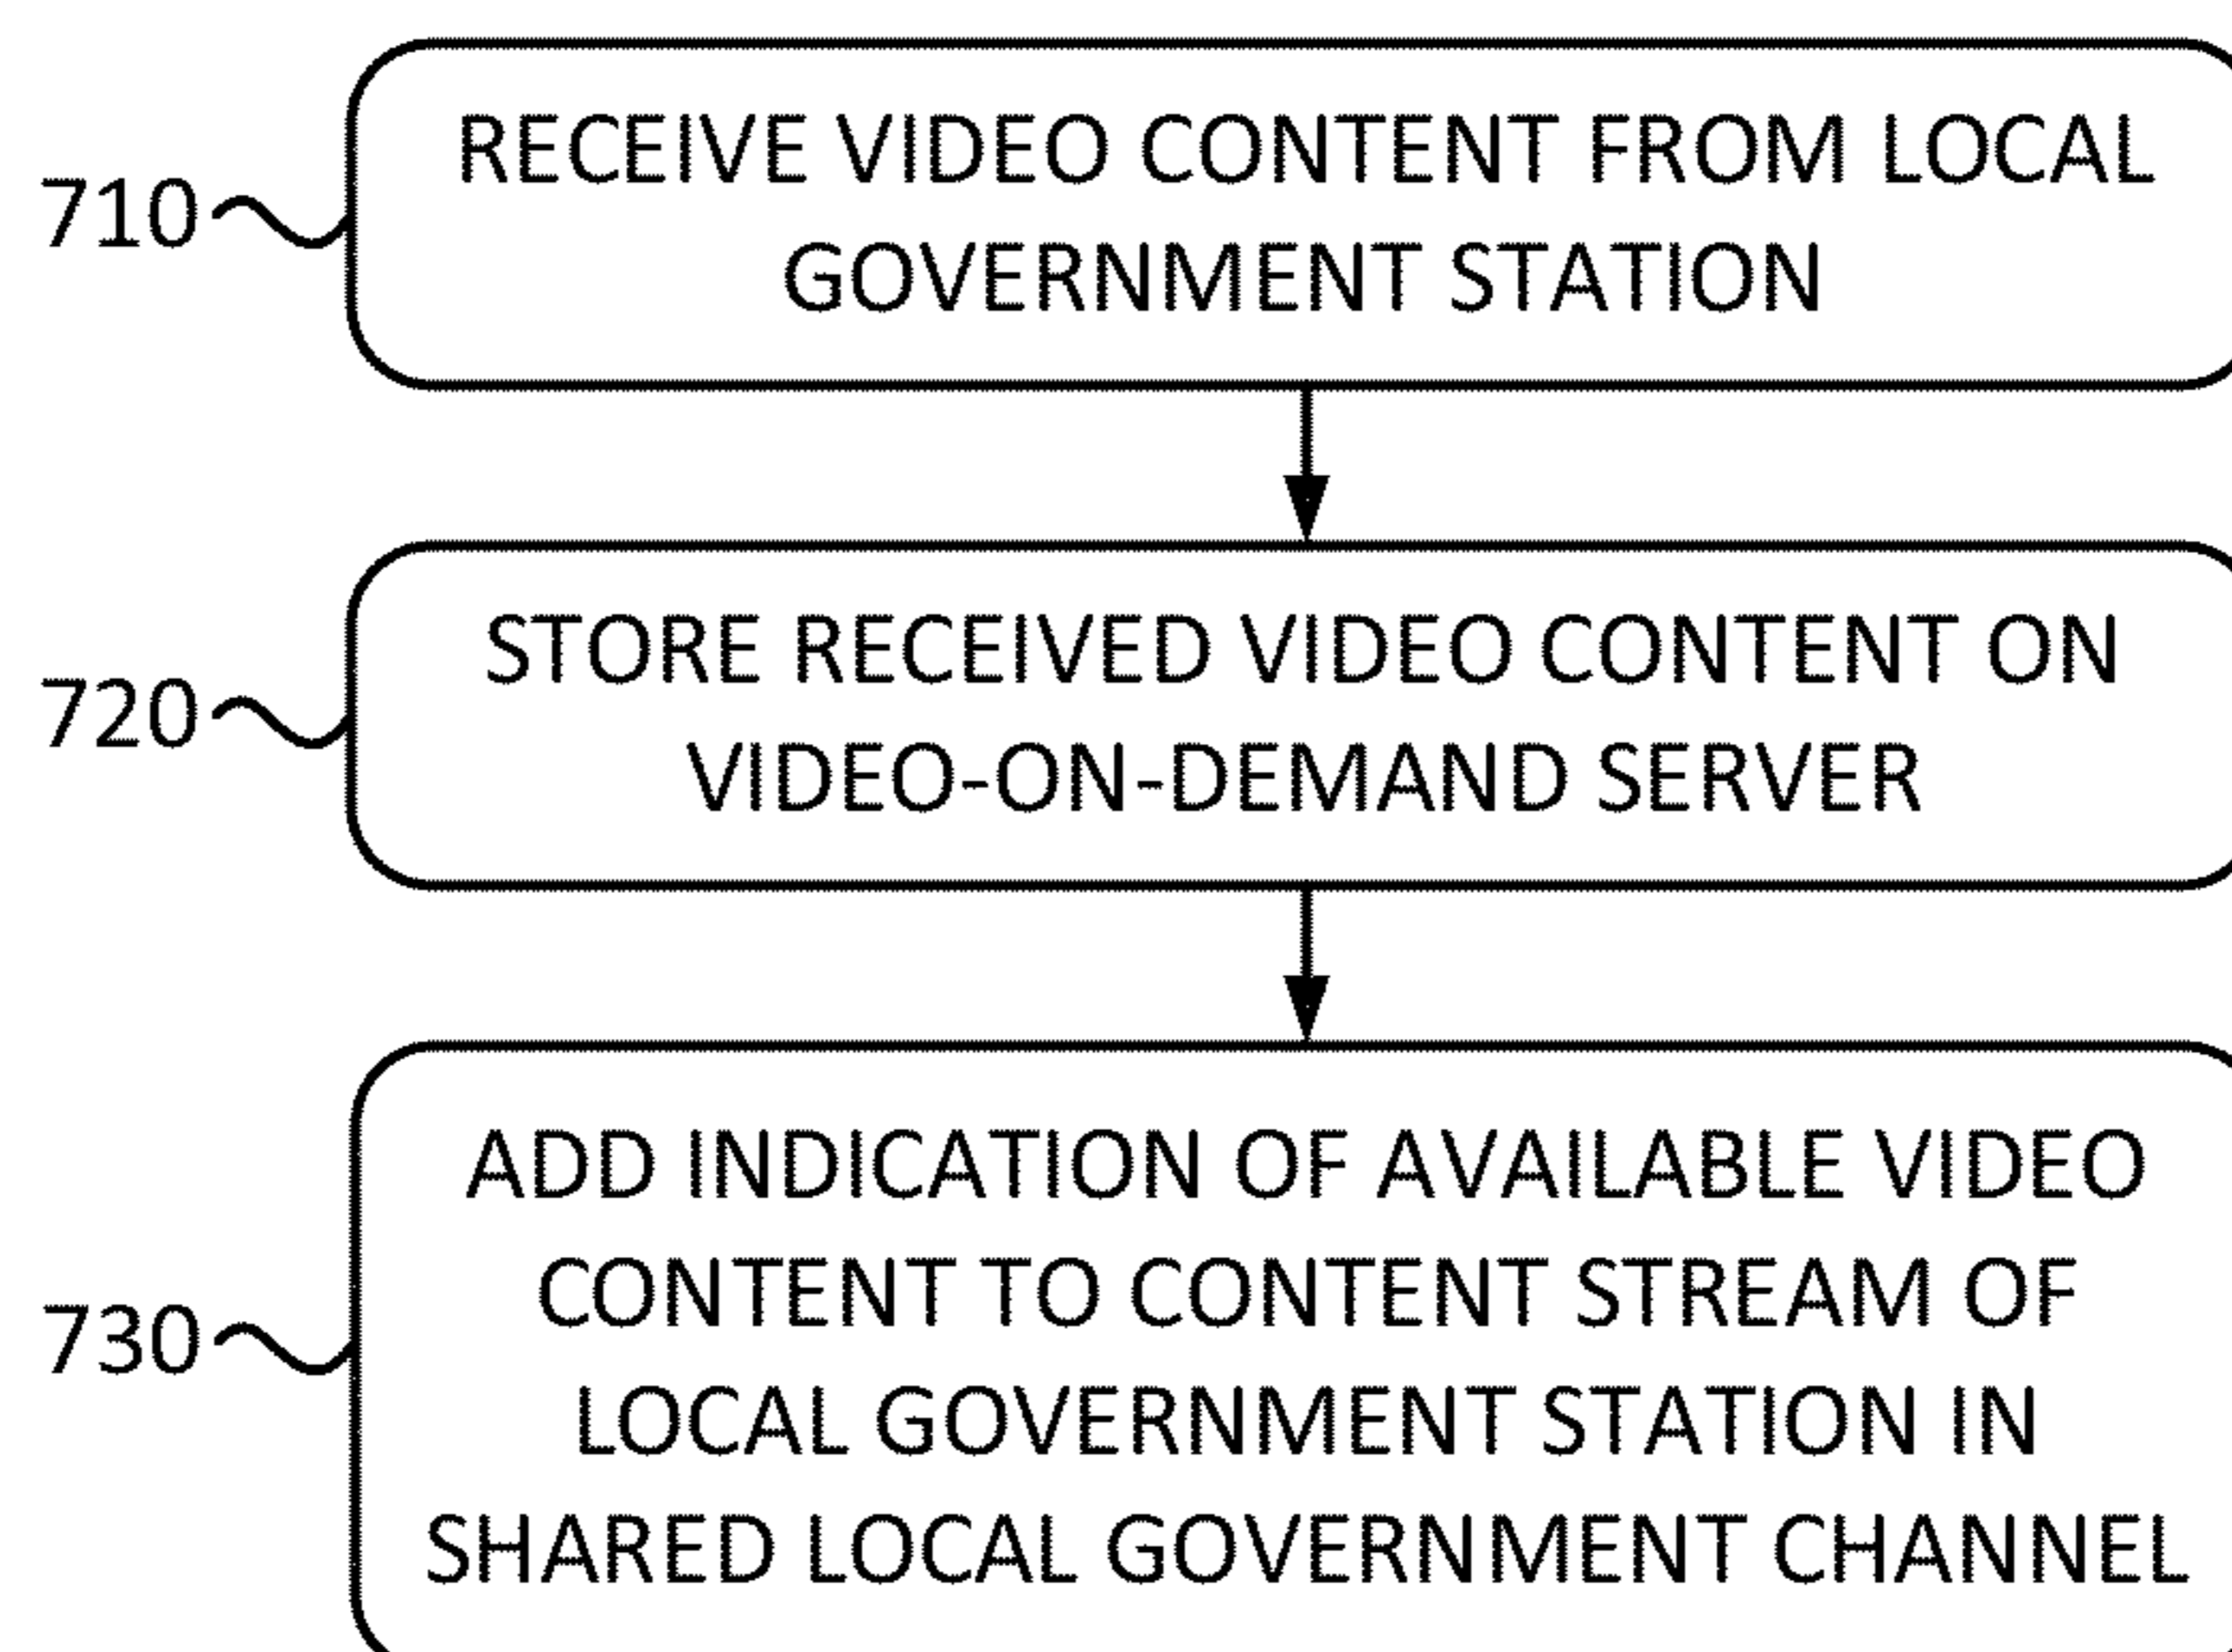 710
RECEIVE VIDEO CONTENT FROM LOCAL
GOVERNMENT STATION
720
STORE RECEIVED VIDEO CONTENT ON
VIDEO-ON-DEMAND SERVER
730
ADD INDICATION OF AVAILABLE VIDEO
CONTENT TO CONTENT STREAM OF
LOCAL GOVERNMENT STATION IN
SHARED LOCAL GOVERNMENT CHANNEL